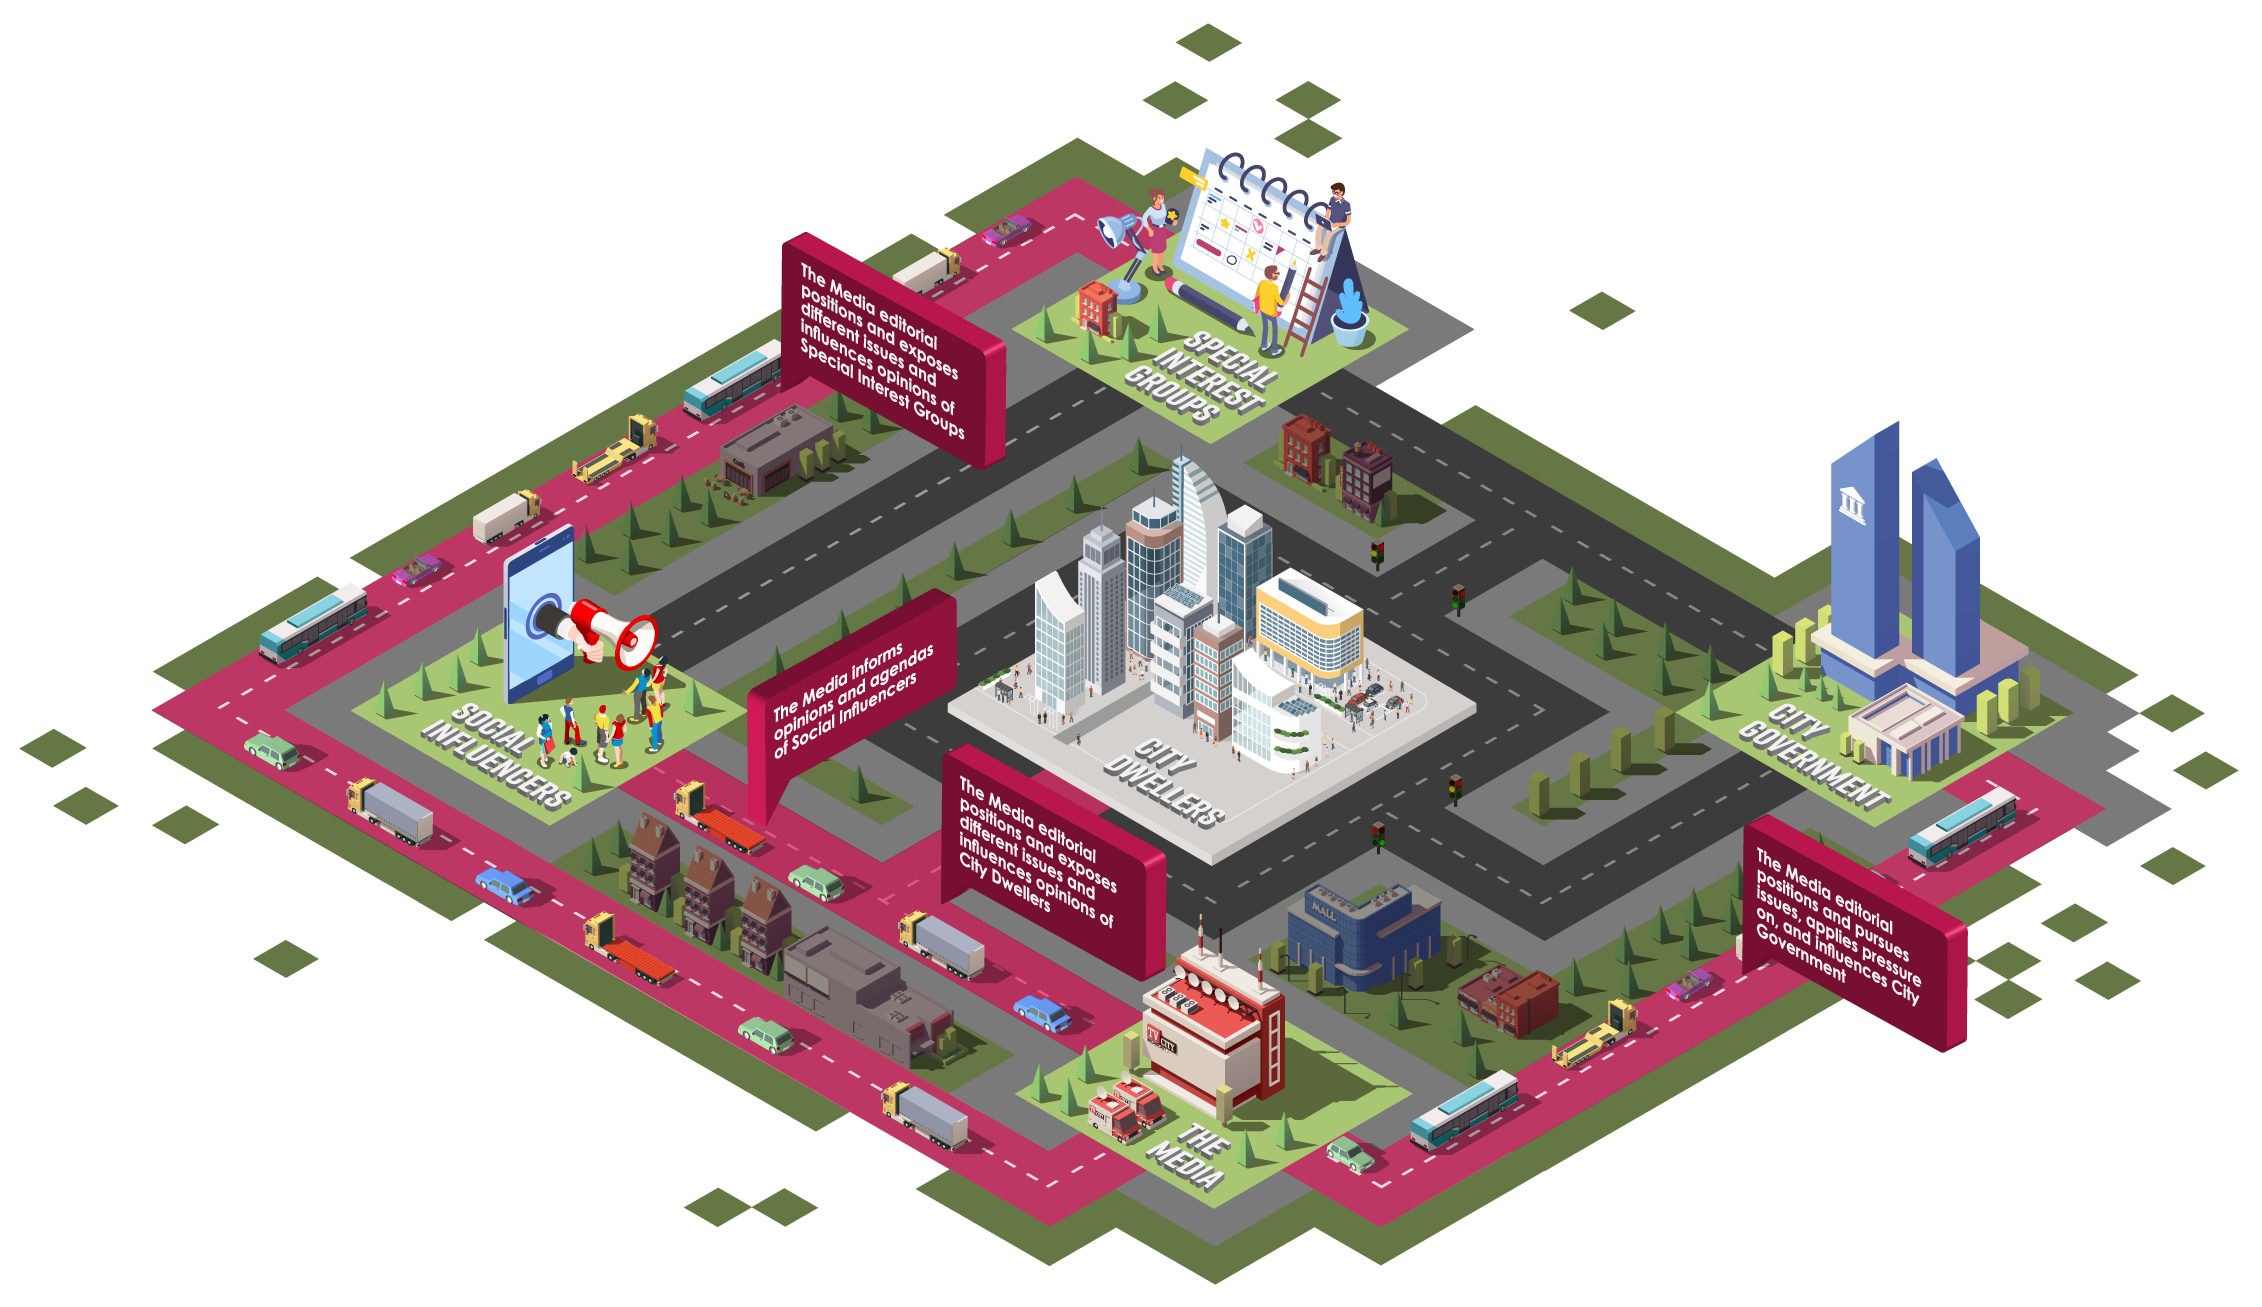 The Media editorial
positions and exposes
different issues and
influences opinions of
Special Interest Groups
SPECIAL
INTEREST
GROUPS
SOCIAL
INFLUENCERS
The Media informs
opinions and agendas
of Social Influencers
CITY
DWELLERS
CITY
GOVERNMENT
The Media editorial
positions and exposes
different issues and
influences opinions of
City Dwellers
The Media editorial
positions and pursues
issues, applies pressure
on, and influences City
Government
MALL
TV CITY
THE
MEDIA